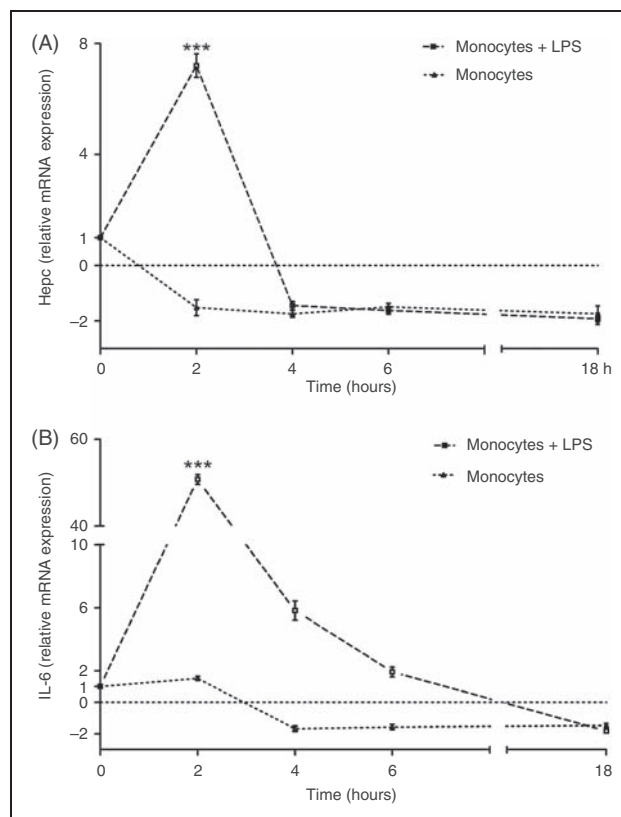 (A)
8
***
Monocytes + LPS
Monocytes
4
1
0
−2
Hepc (relative mRNA expression)
0
2
4
6
18 h
Time (hours)
(B)
60
***
Monocytes + LPS
Monocytes
40
10
6
2
1
0
−2
IL-6 (relative mRNA expression)
0
2
4
6
18
Time (hours)